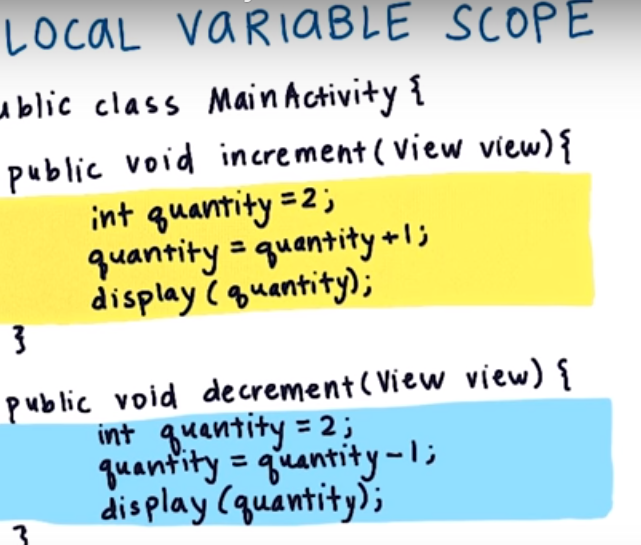 LOCAL VARIABLE SCOPE
ublic class MainActivity {
public void increment (View view) {
int quantity = 2;
quantity = quantity + 1;
display (quantity);
}
public void decrement (View view) {
int quantity = 2;
quantity = quantity - 1;
display (quantity);
}